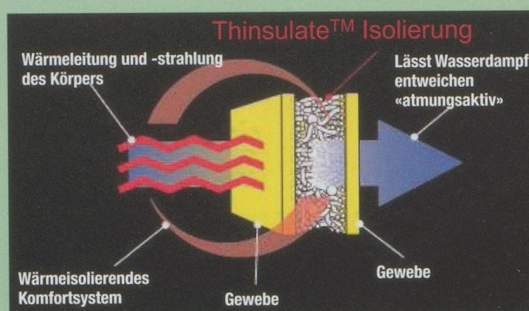 Thinsulate™ Isolierung
Wärmeleitung und -strahlung
des Körpers
Lässt Wasserdampf
entweichen
«atmungsaktiv»
Wärmeisolierendes
Komfortsystem
Gewebe
Gewebe